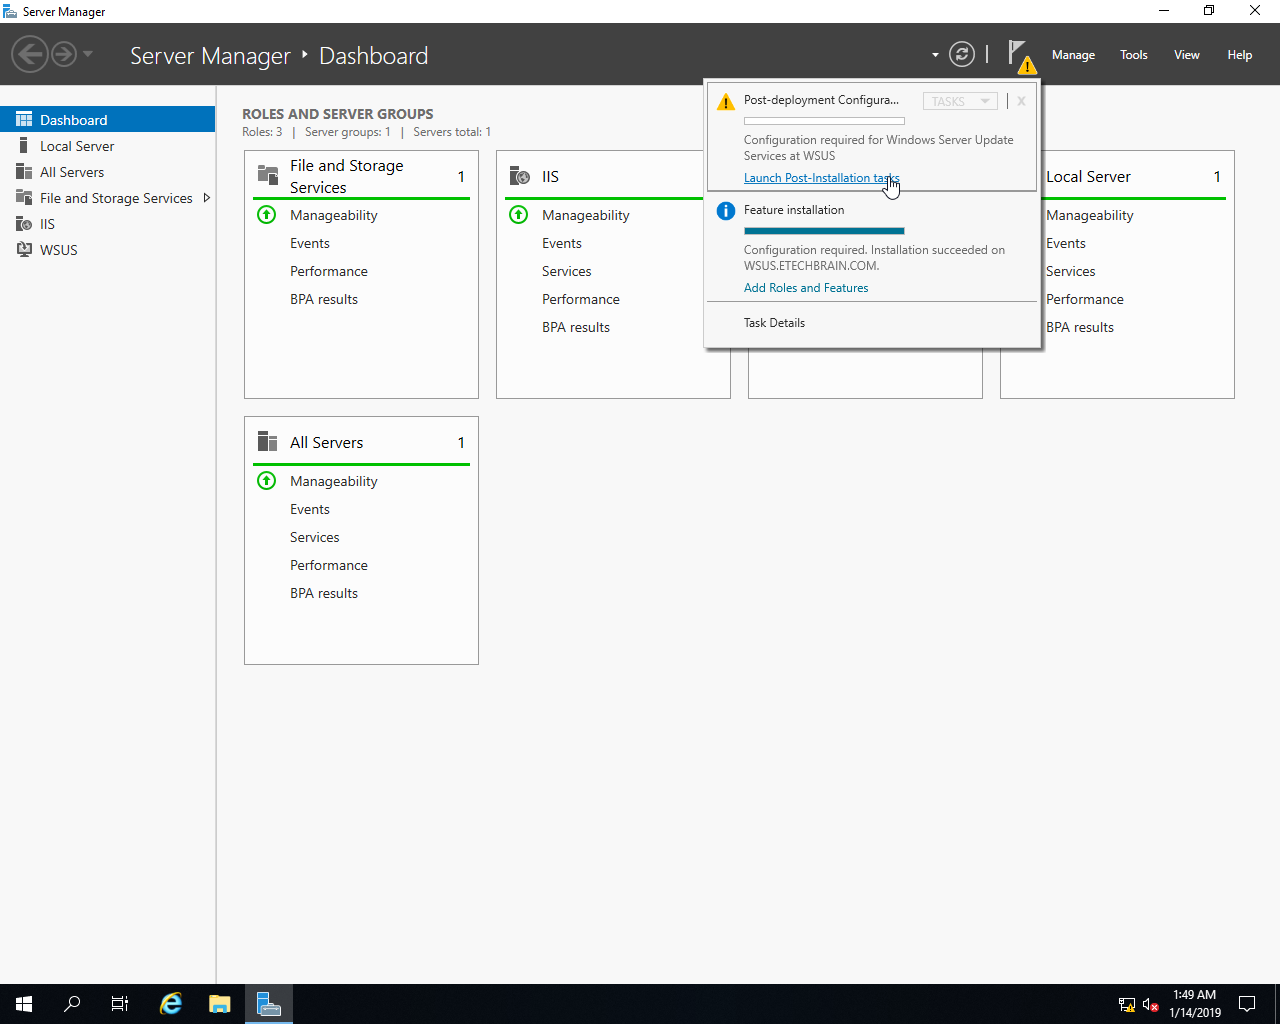 Server Manager
Server Manager ‣ Dashboard
Manage
Tools
View
Help
Dashboard
Local Server
All Servers
File and Storage Services
IIS
WSUS
ROLES AND SERVER GROUPS
Roles: 3 | Server groups: 1 | Servers total: 1
File and Storage
Services
1
Manageability
Events
Performance
BPA results
IIS
Manageability
Events
Services
Performance
BPA results
Post-deployment Configura...
TASKS
X
Configuration required for Windows Server Update
Services at WSUS
Launch Post-Installation tasks
Feature installation
Configuration required. Installation succeeded on
WSUS.ETECHBRAIN.COM.
Add Roles and Features
Task Details
Local Server
1
Manageability
Events
Services
Performance
BPA results
All Servers
1
Manageability
Events
Services
Performance
BPA results
1:49 AM
1/14/2019